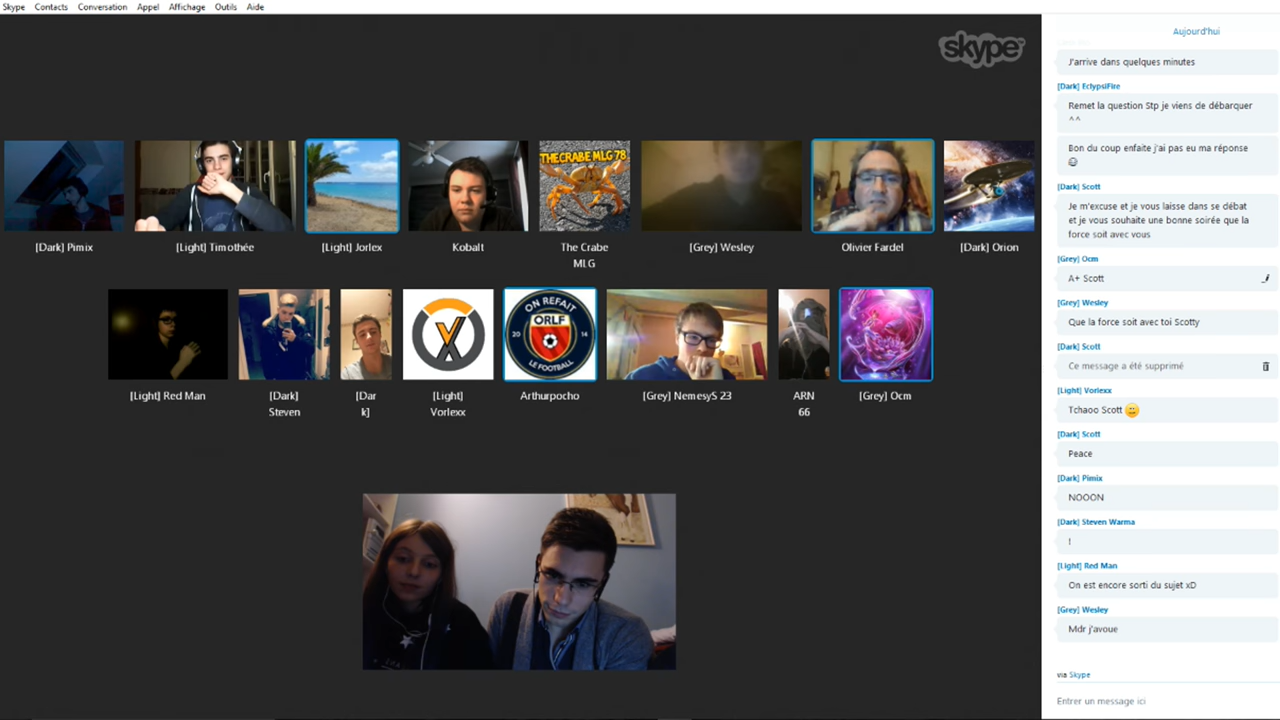 Skype Contacts Conversation Appel Affichage Outils Aide
skype™
THECRABE MLG 78
[Dark] Pimix
[Light] Timothée
[Light] Jorlex
Kobalt
The Crabe
MLG
[Grey] Wesley
Olivier Fardel
[Dark] Orion
ON REFAIT
ORLF
20 14
LE FOOTBALL
[Light] Red Man
[Dark]
Steven
[Dar
k]
[Light]
Vorlexx
Arthurpocho
[Grey] NemesyS 23
ARN
66
[Grey] Ocm
Aujourd'hui
J'arrive dans quelques minutes
[Dark] EclypsiFire
Remet la question Stp je viens de débarquer
^^
Bon du coup enfaite j'ai pas eu ma réponse
[Dark] Scott
Je m'excuse et je vous laisse dans se débat
et je vous souhaite une bonne soirée que la
force soit avec vous
[Grey] Ocm
A+ Scott
[Grey] Wesley
Que la force soit avec toi Scotty
[Dark] Scott
Ce message a été supprimé
[Light] Vorlexx
Tchaoo Scott
[Dark] Scott
Peace
[Dark] Pimix
NOOON
[Dark] Steven Warma
!
[Light] Red Man
On est encore sorti du sujet xD
[Grey] Wesley
Mdr j'avoue
via Skype
Entrer un message ici